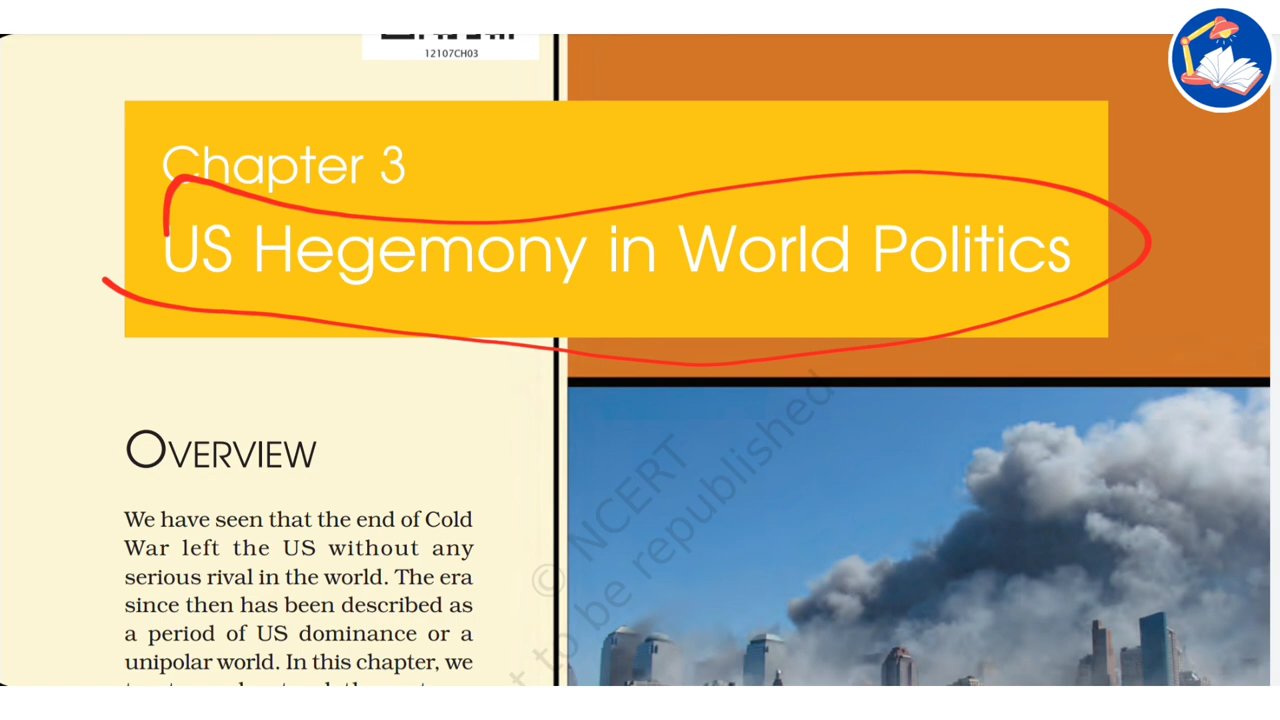 12107CH03
Chapter 3
US Hegemony in World Politics
OVERVIEW
We have seen that the end of Cold
War left the US without any
serious rival in the world. The era
since then has been described as
a period of US dominance or a
unipolar world. In this chapter, we
© NCERT
t to be republished